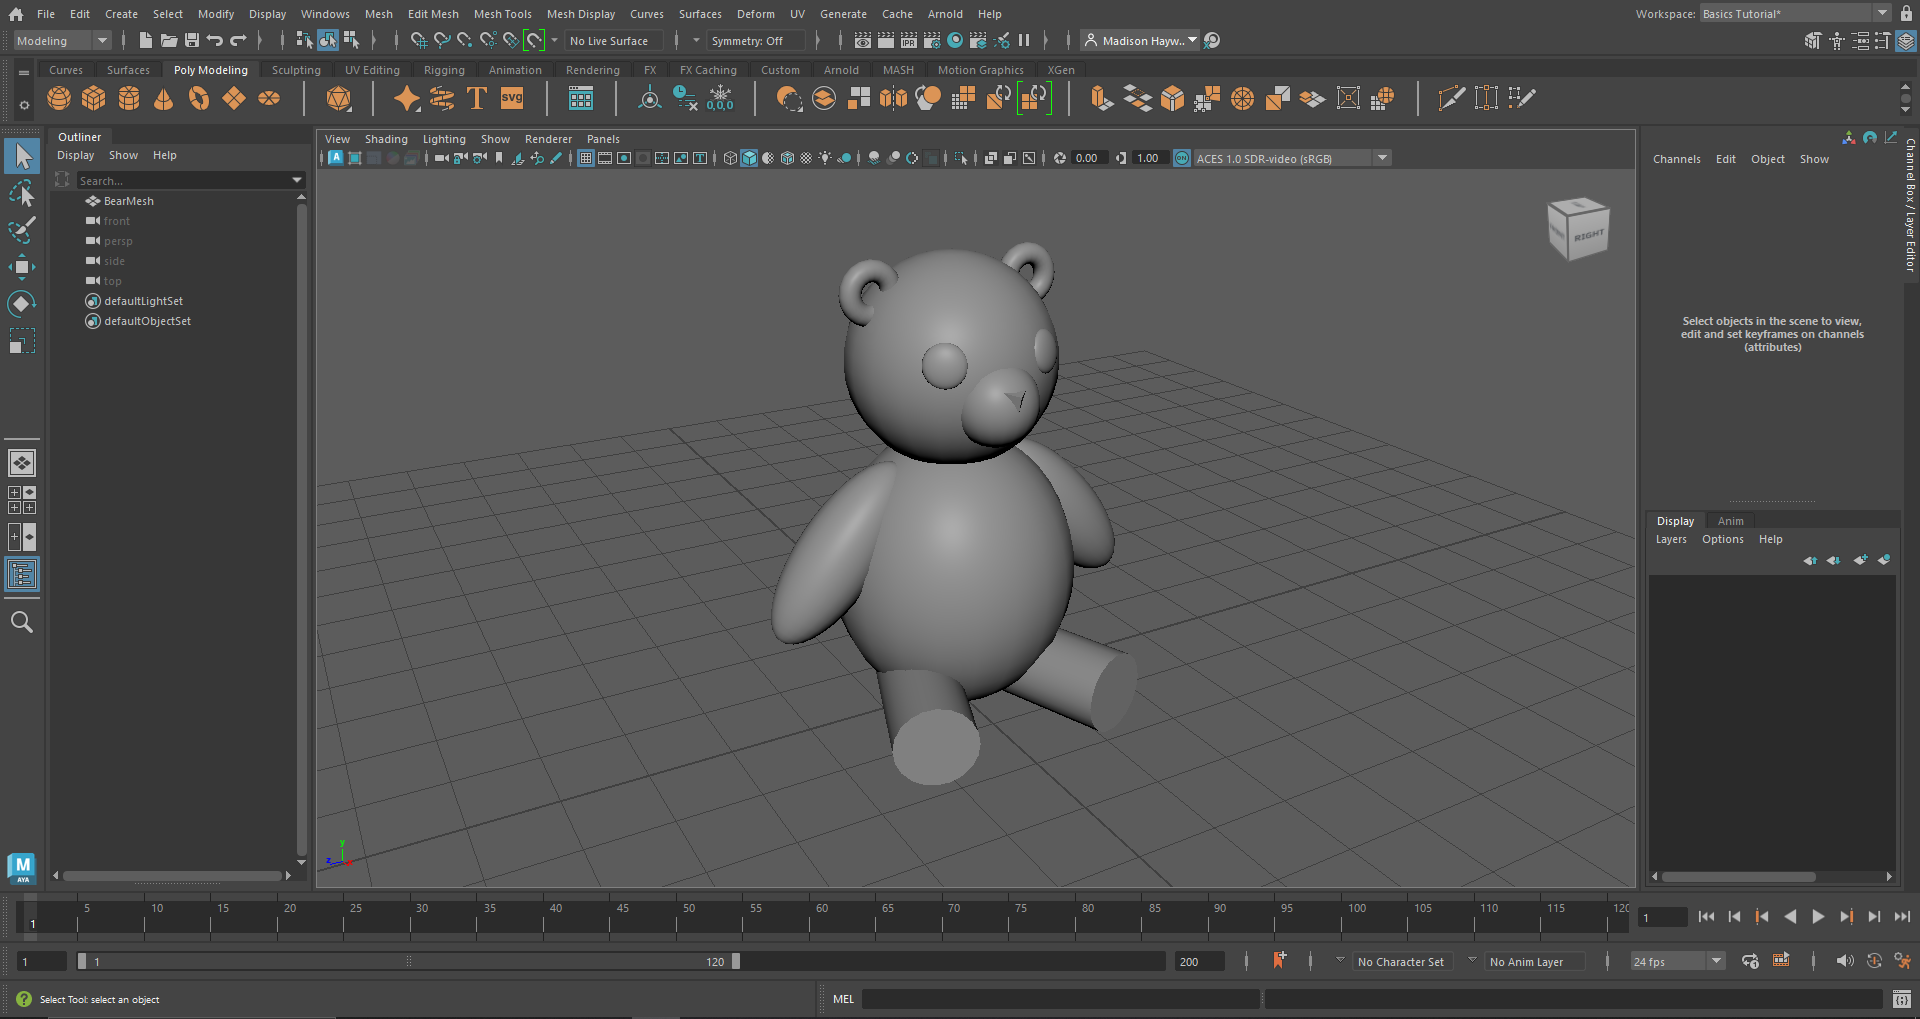 File Edit Create Select Modify Display Windows Mesh Edit Mesh Mesh Tools Mesh Display Curves Surfaces Deform UV Generate Cache Arnold Help Workspace: Basics Tutorial*
Modeling No Live Surface Symmetry: Off IPR Madison Hayw..
Curves Surfaces Poly Modeling Sculpting UV Editing Rigging Animation Rendering FX FX Caching Custom Arnold MASH Motion Graphics XGen
T SVG 0,0,0
Outliner
Display Show Help
Search...
BearMesh
front
persp
side
top
defaultLightSet
defaultObjectSet
View Shading Lighting Show Renderer Panels
0.00 1.00 ON ACES 1.0 SDR-video (sRGB)
RIGHT
y
z
Channels Edit Object Show
Channel Box / Layer Editor
Select objects in the scene to view,
edit and set keyframes on channels
(attributes)
Display Anim
Layers Options Help
M
AYA
5 10 15 20 25 30 35 40 45 50 55 60 65 70 75 80 85 90 95 100 105 110 115 120
1 1
1 1 120 200 No Character Set No Anim Layer 24 fps
Select Tool: select an object MEL